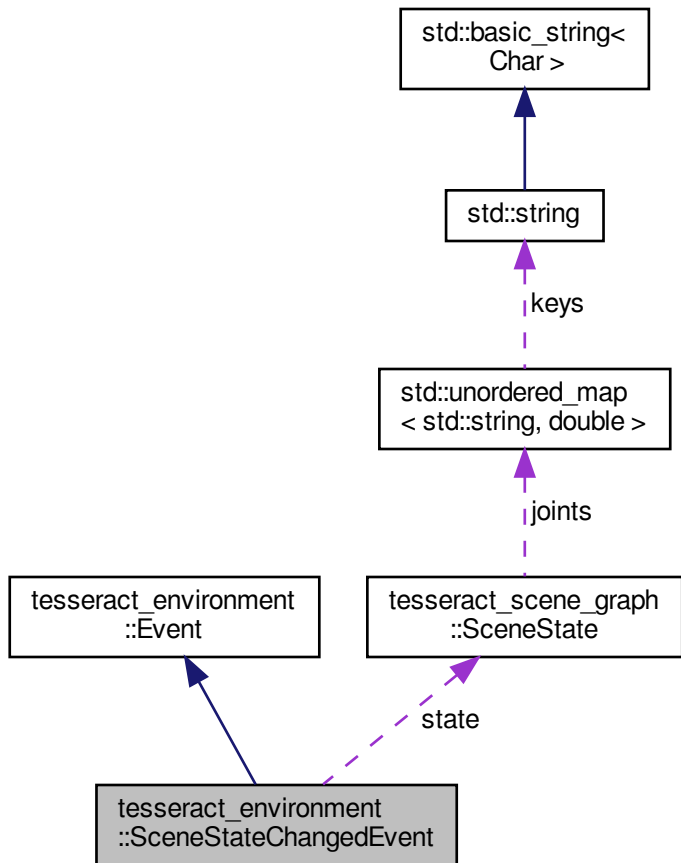 std::basic_string<
Char >
std::string
keys
std::unordered_map
< std::string, double >
joints
tesseract_environment
::Event
tesseract_scene_graph
::SceneState
state
tesseract_environment
::SceneStateChangedEvent